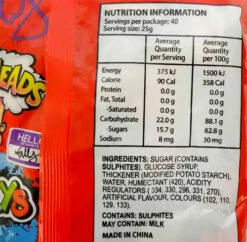 EADS
HELLO
YS
NUTRITION INFORMATION
Servings per package: 40
Serving size: 25g
Average Quantity per Serving
Average Quantity per 100g
Energy 375 kJ 1500 kJ
Calorie 90 Cal 358 Cal
Protein 0.0 g 0.0 g
Fat, Total 0.0 g 0.0 g
-Saturated 0.0 g 0.0 g
Carbohydrate 22.0 g 88.1 g
-Sugars 15.7 g 62.8 g
Sodium 8 mg 30 mg
INGREDIENTS: SUGAR (CONTAINS
SULPHITES), GLUCOSE SYRUP,
THICKENER (MODIFIED POTATO STARCH),
WATER, HUMECTANT (420), ACIDITY
REGULATORS (334, 330, 296, 331, 270),
ARTIFICIAL FLAVOUR, COLOURS (102, 110,
129, 133).
CONTAINS: SULPHITES
MAY CONTAIN: MILK
MADE IN CHINA